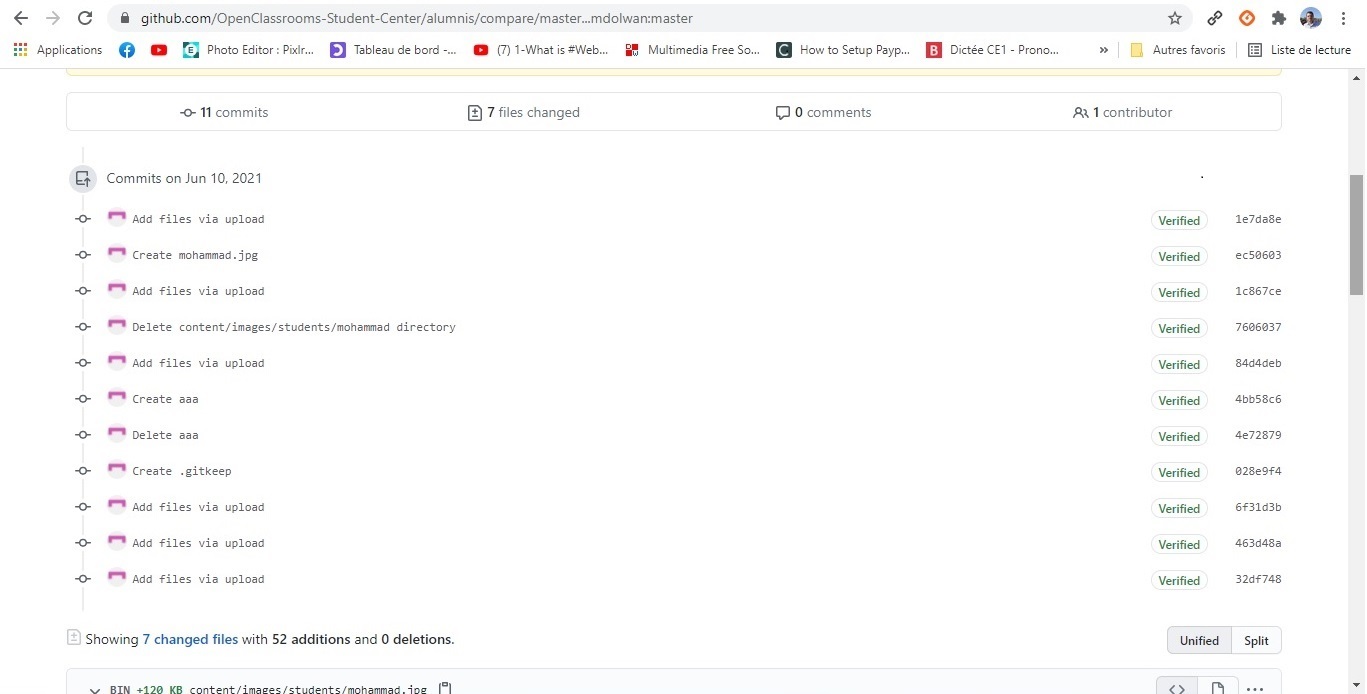 github.com/OpenClassrooms-Student-Center/alumnis/compare/master...mdolwan:master
Applications Photo Editor : Pixlr... Tableau de bord -... (7) 1-What is #Web... Multimedia Free So... How to Setup Payp... B Dictée CE1 - Prono... » Autres favoris Liste de lecture
11 commits 7 files changed 0 comments 1 contributor
Commits on Jun 10, 2021
Add files via upload Verified 1e7da8e
Create mohammad.jpg Verified ec50603
Add files via upload Verified 1c867ce
Delete content/images/students/mohammad directory Verified 7606037
Add files via upload Verified 84d4deb
Create aaa Verified 4bb58c6
Delete aaa Verified 4e72879
Create .gitkeep Verified 028e9f4
Add files via upload Verified 6f31d3b
Add files via upload Verified 463d48a
Add files via upload Verified 32df748
Showing 7 changed files with 52 additions and 0 deletions. Unified Split
BIN +120 KB content/images/students/mohammad.jpg